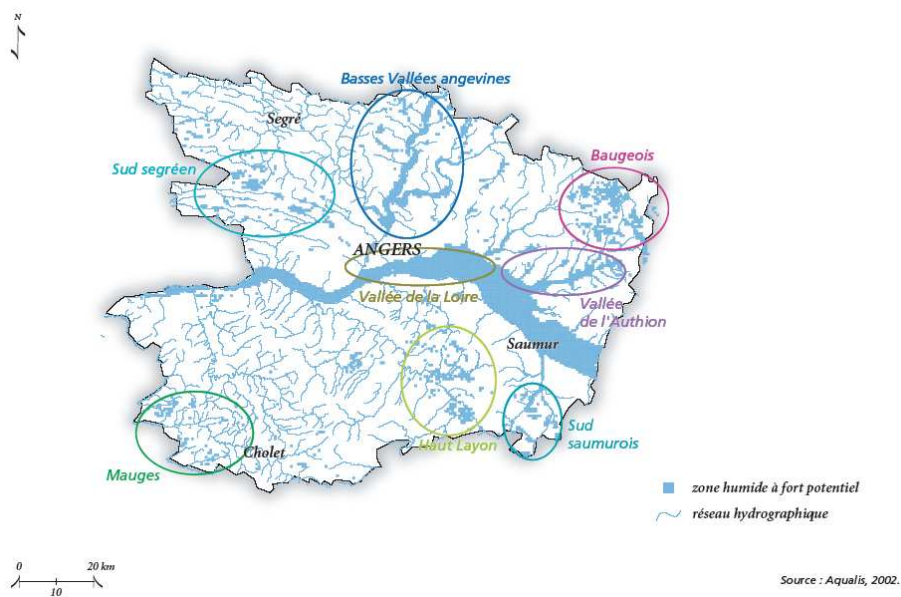 N
Basses Vallées angevines
Segré
Sud segréen
Baugeois
ANGERS
Vallée de la Loire
Vallée
de l'Authion
Saumur
Haut Layon
Sud
saumurois
Cholet
Mauges
zone humide à fort potentiel
réseau hydrographique
0 20 km
10
Source : Aqualis, 2002.